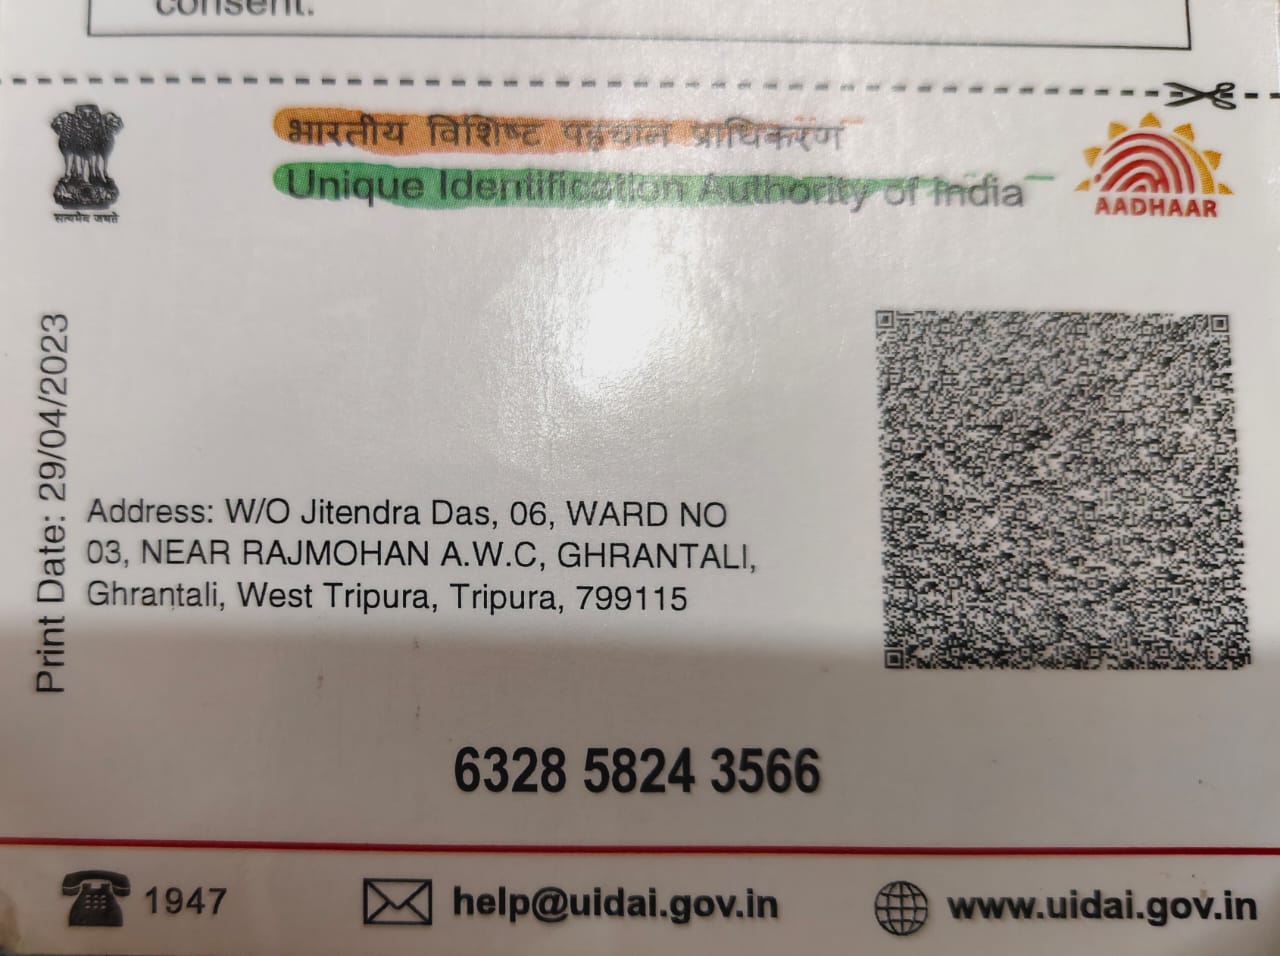 consent.
भारतीय विशिष्ट पहचान प्राधिकरण
Unique Identification Authority of India
सत्यमेव जयते
AADHAAR
Print Date: 29/04/2023
Address: W/O Jitendra Das, 06, WARD NO
03, NEAR RAJMOHAN A.W.C, GHRANTALI,
Ghrantali, West Tripura, Tripura, 799115
6328 5824 3566
1947
help@uidai.gov.in
www.uidai.gov.in